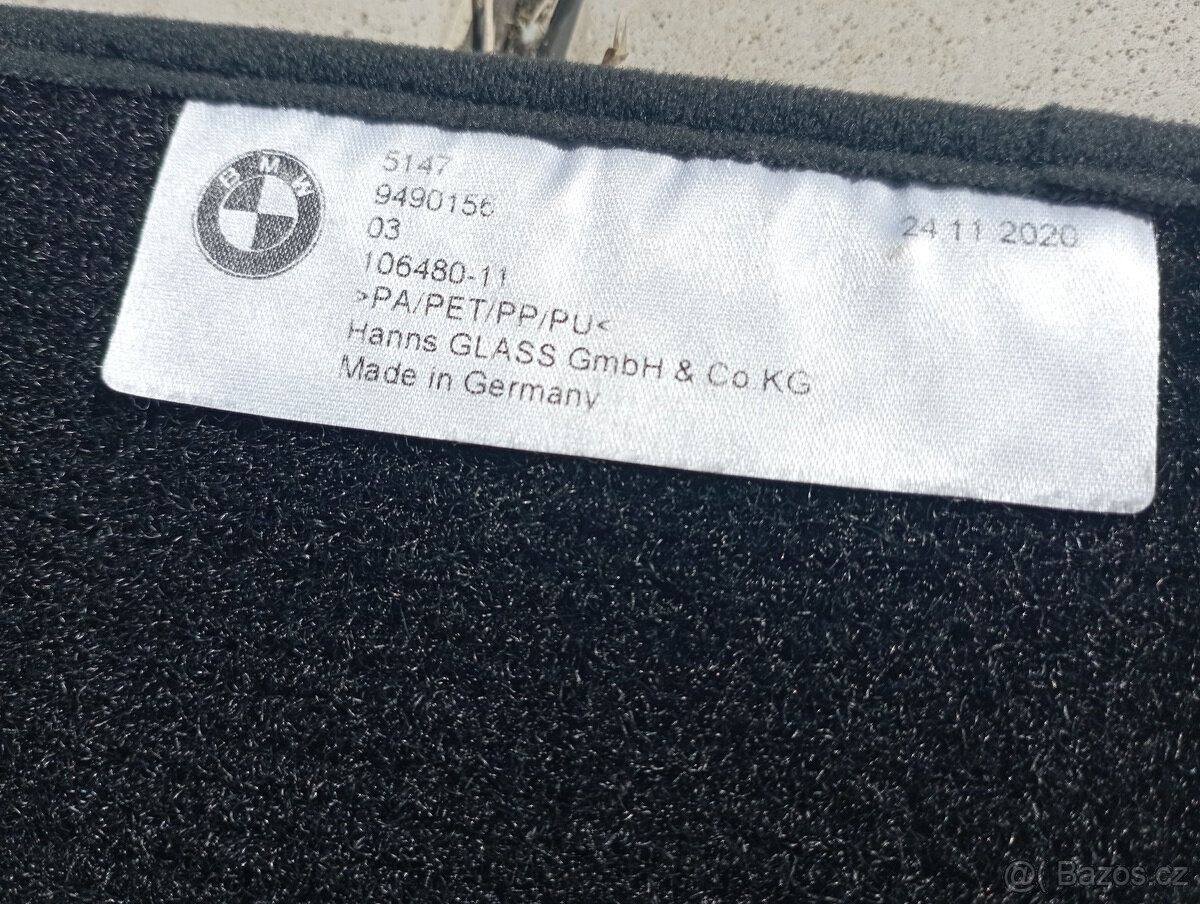 BMW
5147
9490156
03
24 11 2020
106480-11
>PA/PET/PP/PU<
Hanns GLASS GmbH & Co KG
Made in Germany
@( Bazos.cz